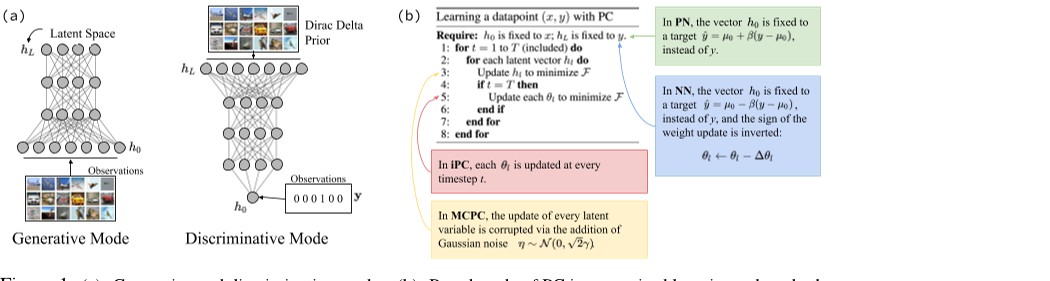 (a)
Latent Space
h_L
h_0
Observations
Generative Mode
Dirac Delta
Prior
h_L
Observations
0 0 0 1 0 0 y
h_0
Discriminative Mode
(b)
Learning a datapoint (x, y) with PC
Require: h_0 is fixed to x; h_L is fixed to y.
1: for t = 1 to T (included) do
2: for each latent vector h_l do
3: Update h_l to minimize F
4: if t = T then
5: Update each θ_l to minimize F
6: end if
7: end for
8: end for
In iPC, each θ_l is updated at every
timestep t.
In MCPC, the update of every latent
variable is corrupted via the addition of
Gaussian noise η ~ N(0, √2γ)
In PN, the vector h_0 is fixed to
a target ŷ = μ_0 + β(y − μ_0),
instead of y.
In NN, the vector h_0 is fixed to
a target ŷ = μ_0 − β(y − μ_0),
instead of y, and the sign of the
weight update is inverted:
θ_l ← θ_l − Δθ_l